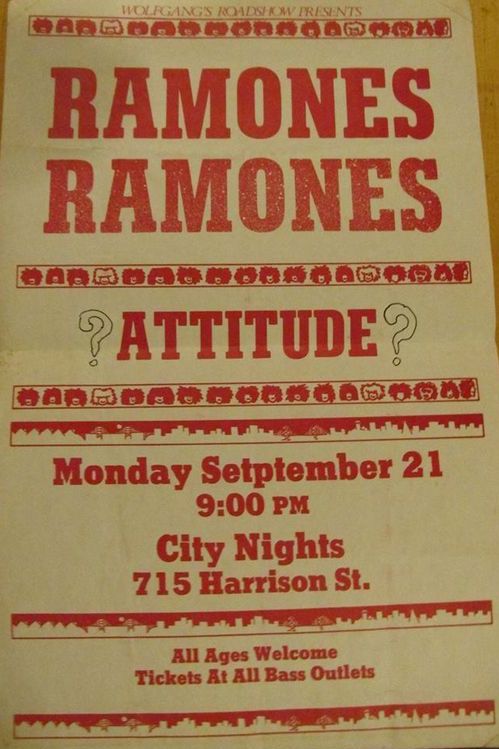 WOLFGANG'S ROADSHOW PRESENTS
RAMONES
RAMONES
? ATTITUDE ?
Monday Setptember 21
9:00 PM
City Nights
715 Harrison St.
All Ages Welcome
Tickets At All Bass Outlets